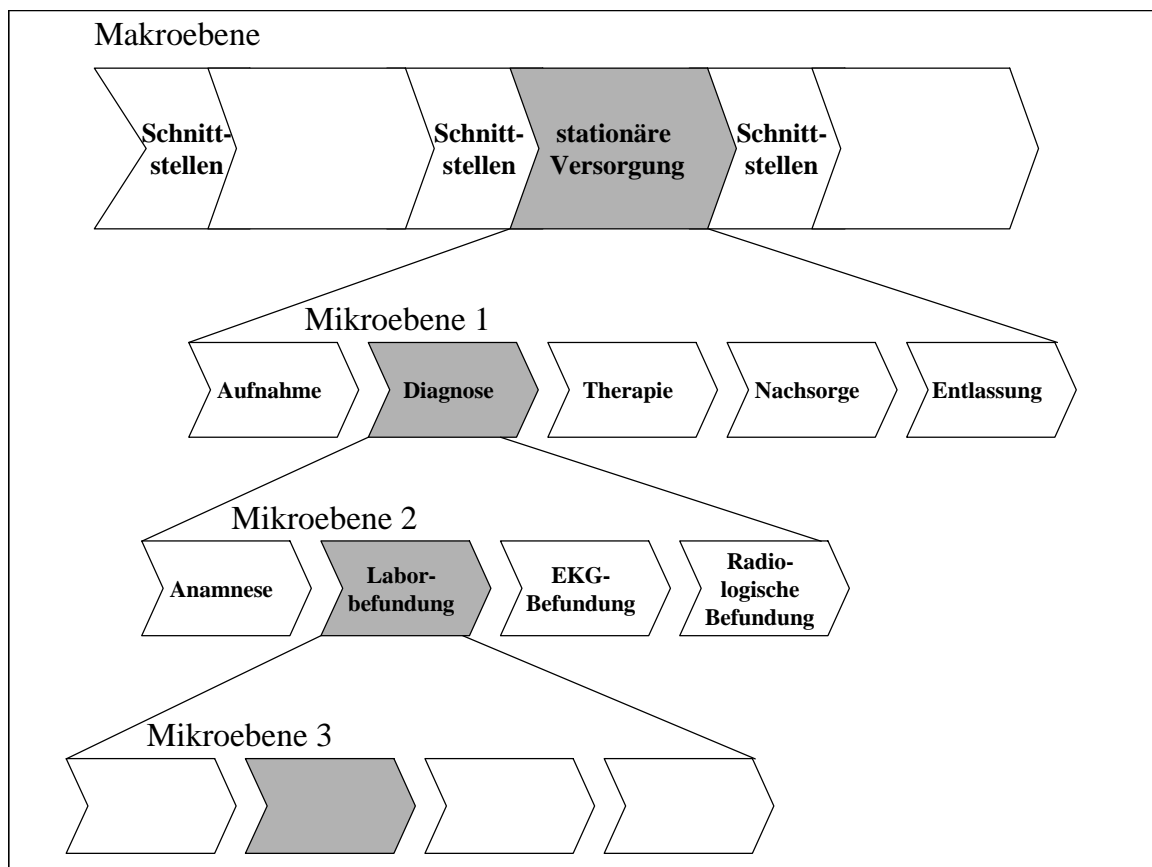 Makroebene
Schnitt-
stellen
Schnitt-
stellen
stationäre
Versorgung
Schnitt-
stellen
Mikroebene 1
Aufnahme
Diagnose
Therapie
Nachsorge
Entlassung
Mikroebene 2
Anamnese
Labor-
befundung
EKG-
Befundung
Radio-
logische
Befundung
Mikroebene 3